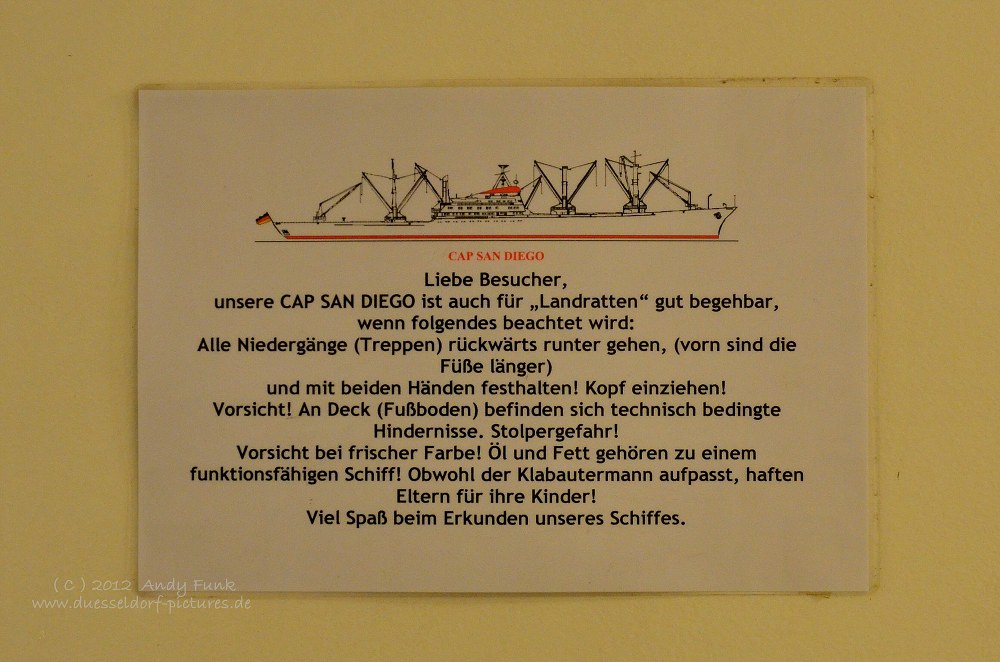 CAP SAN DIEGO
Liebe Besucher,
unsere CAP SAN DIEGO ist auch für „Landratten“ gut begehbar,
wenn folgendes beachtet wird:
Alle Niedergänge (Treppen) rückwärts runter gehen, (vorn sind die
Füße länger)
und mit beiden Händen festhalten! Kopf einziehen!
Vorsicht! An Deck (Fußboden) befinden sich technisch bedingte
Hindernisse. Stolpergefahr!
Vorsicht bei frischer Farbe! Öl und Fett gehören zu einem
funktionsfähigen Schiff! Obwohl der Klabautermann aufpasst, haften
Eltern für ihre Kinder!
Viel Spaß beim Erkunden unseres Schiffes.
( C ) 2012 Andy Funk
www.duesseldorf-pictures.de